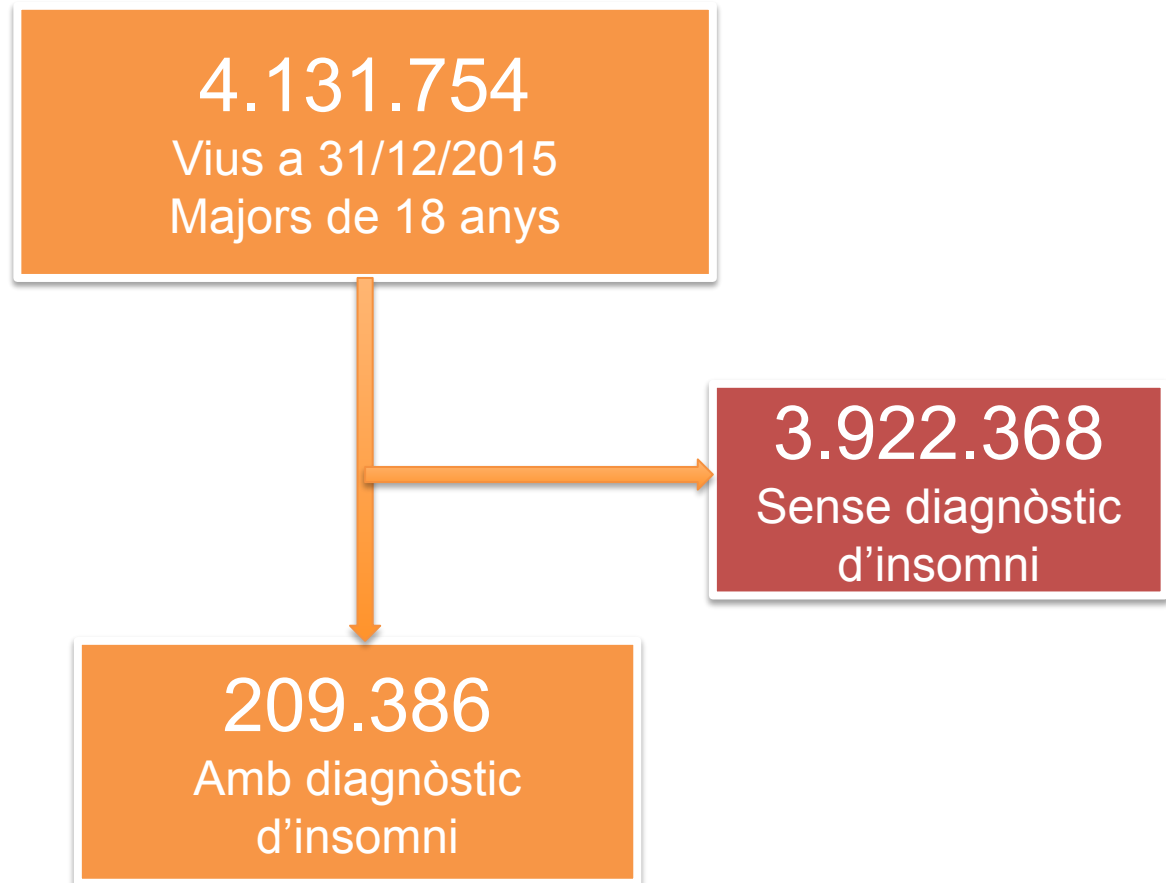 4.131.754
Vius a 31/12/2015
Majors de 18 anys
3.922.368
Sense diagnòstic
d’insomni
209.386
Amb diagnòstic
d’insomni